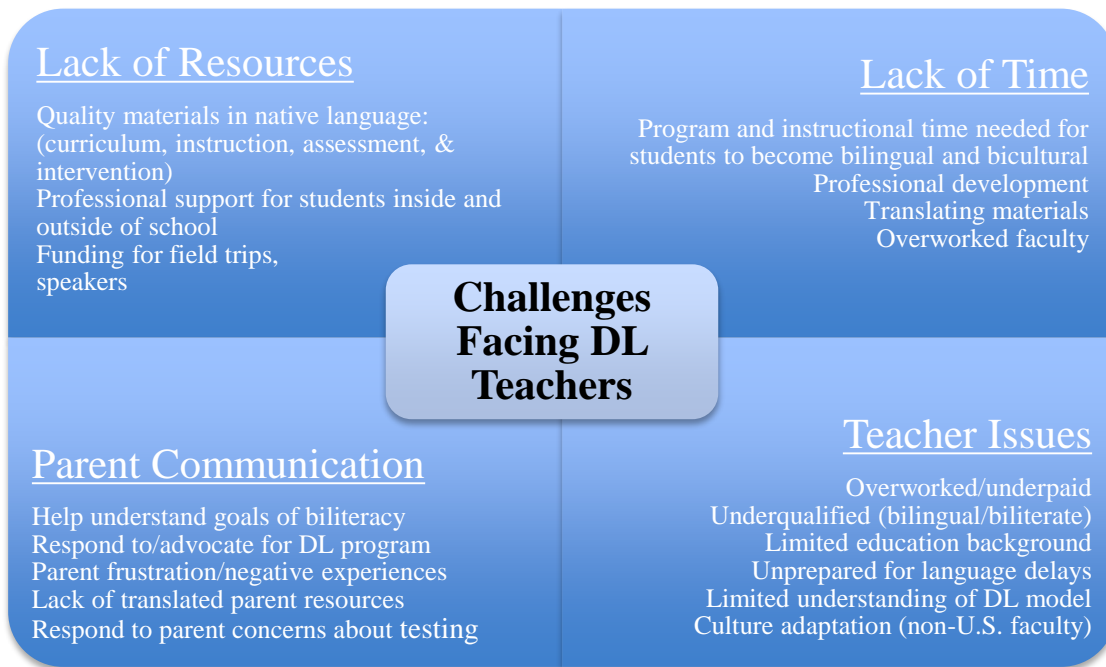 Lack of Resources
Quality materials in native language:
(curriculum, instruction, assessment, &
intervention)
Professional support for students inside and
outside of school
Funding for field trips,
speakers
Lack of Time
Program and instructional time needed for
students to become bilingual and bicultural
Professional development
Translating materials
Overworked faculty
Challenges
Facing DL
Teachers
Parent Communication
Help understand goals of biliteracy
Respond to/advocate for DL program
Parent frustration/negative experiences
Lack of translated parent resources
Respond to parent concerns about testing
Teacher Issues
Overworked/underpaid
Underqualified (bilingual/biliterate)
Limited education background
Unprepared for language delays
Limited understanding of DL model
Culture adaptation (non-U.S. faculty)